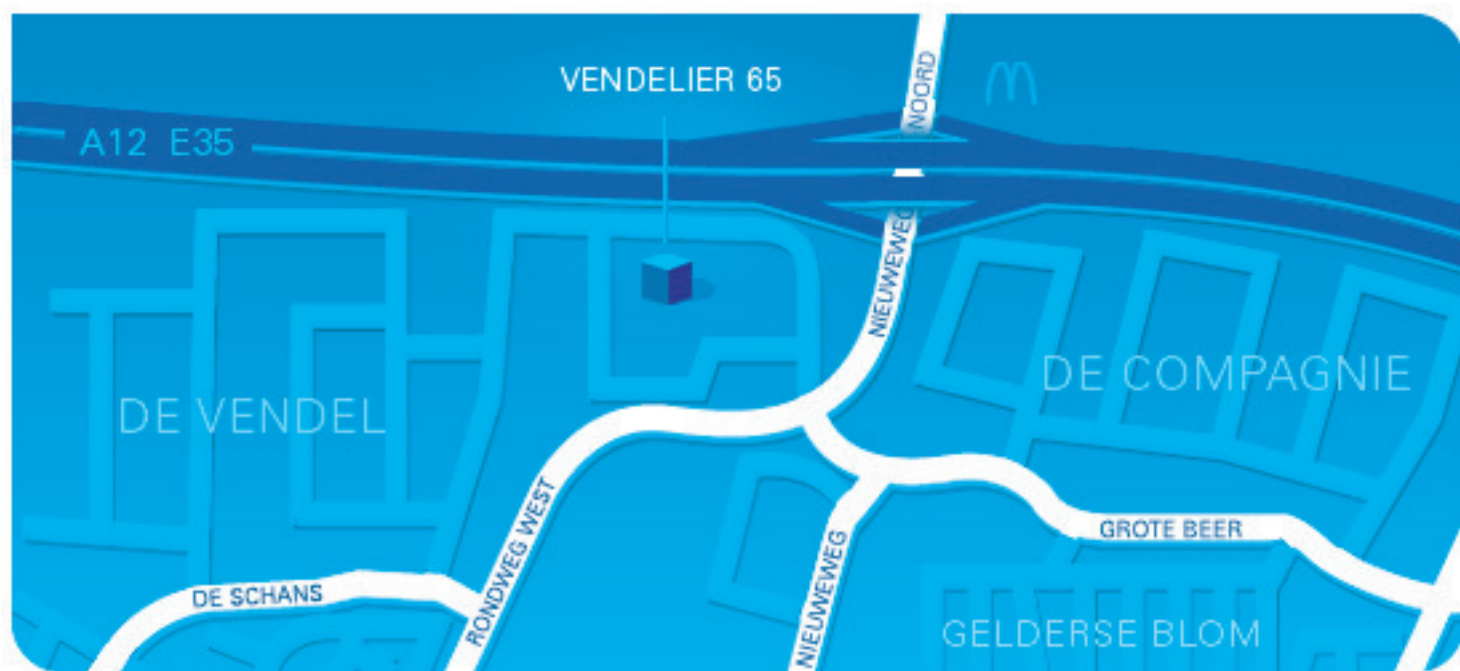 VENDELIER 65
NOORD
A12 E35
NIEUWEWEG
DE COMPAGNIE
DE VENDEL
RONDWEG WEST
GROTE BEER
NIEUWEWEG
DE SCHANS
GELDERSE BLOM